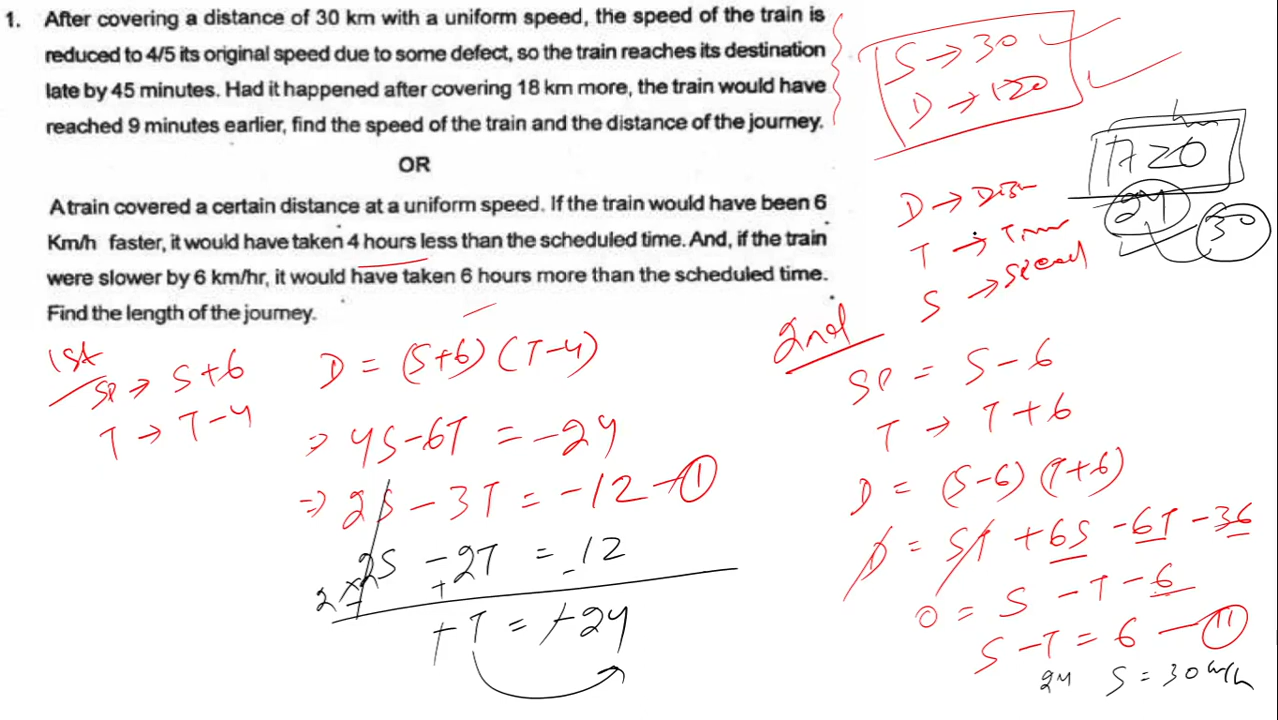 1. After covering a distance of 30 km with a uniform speed, the speed of the train is
reduced to 4/5 its original speed due to some defect, so the train reaches its destination
late by 45 minutes. Had it happened after covering 18 km more, the train would have
reached 9 minutes earlier, find the speed of the train and the distance of the journey.
OR
A train covered a certain distance at a uniform speed. If the train would have been 6
Km/h faster, it would have taken 4 hours less than the scheduled time. And, if the train
were slower by 6 km/hr, it would have taken 6 hours more than the scheduled time.
Find the length of the journey.
S → 30
D → 120
720
24
30
D → Dis
T → Time
S → Speed
1st
SP → S+6
T → T-4
D = (S+6) (T-4)
⇒ 4S-6T = -24
⇒ 2S - 3T = -12 - ①
2x 2S - 2T = 12
+T = +24
2nd
SP = S-6
T → T+6
D = (S-6) (T+6)
D = ST + 6S - 6T - 36
0 = S - T - 6
S - T = 6 - ⑪
24 S = 30 km/h